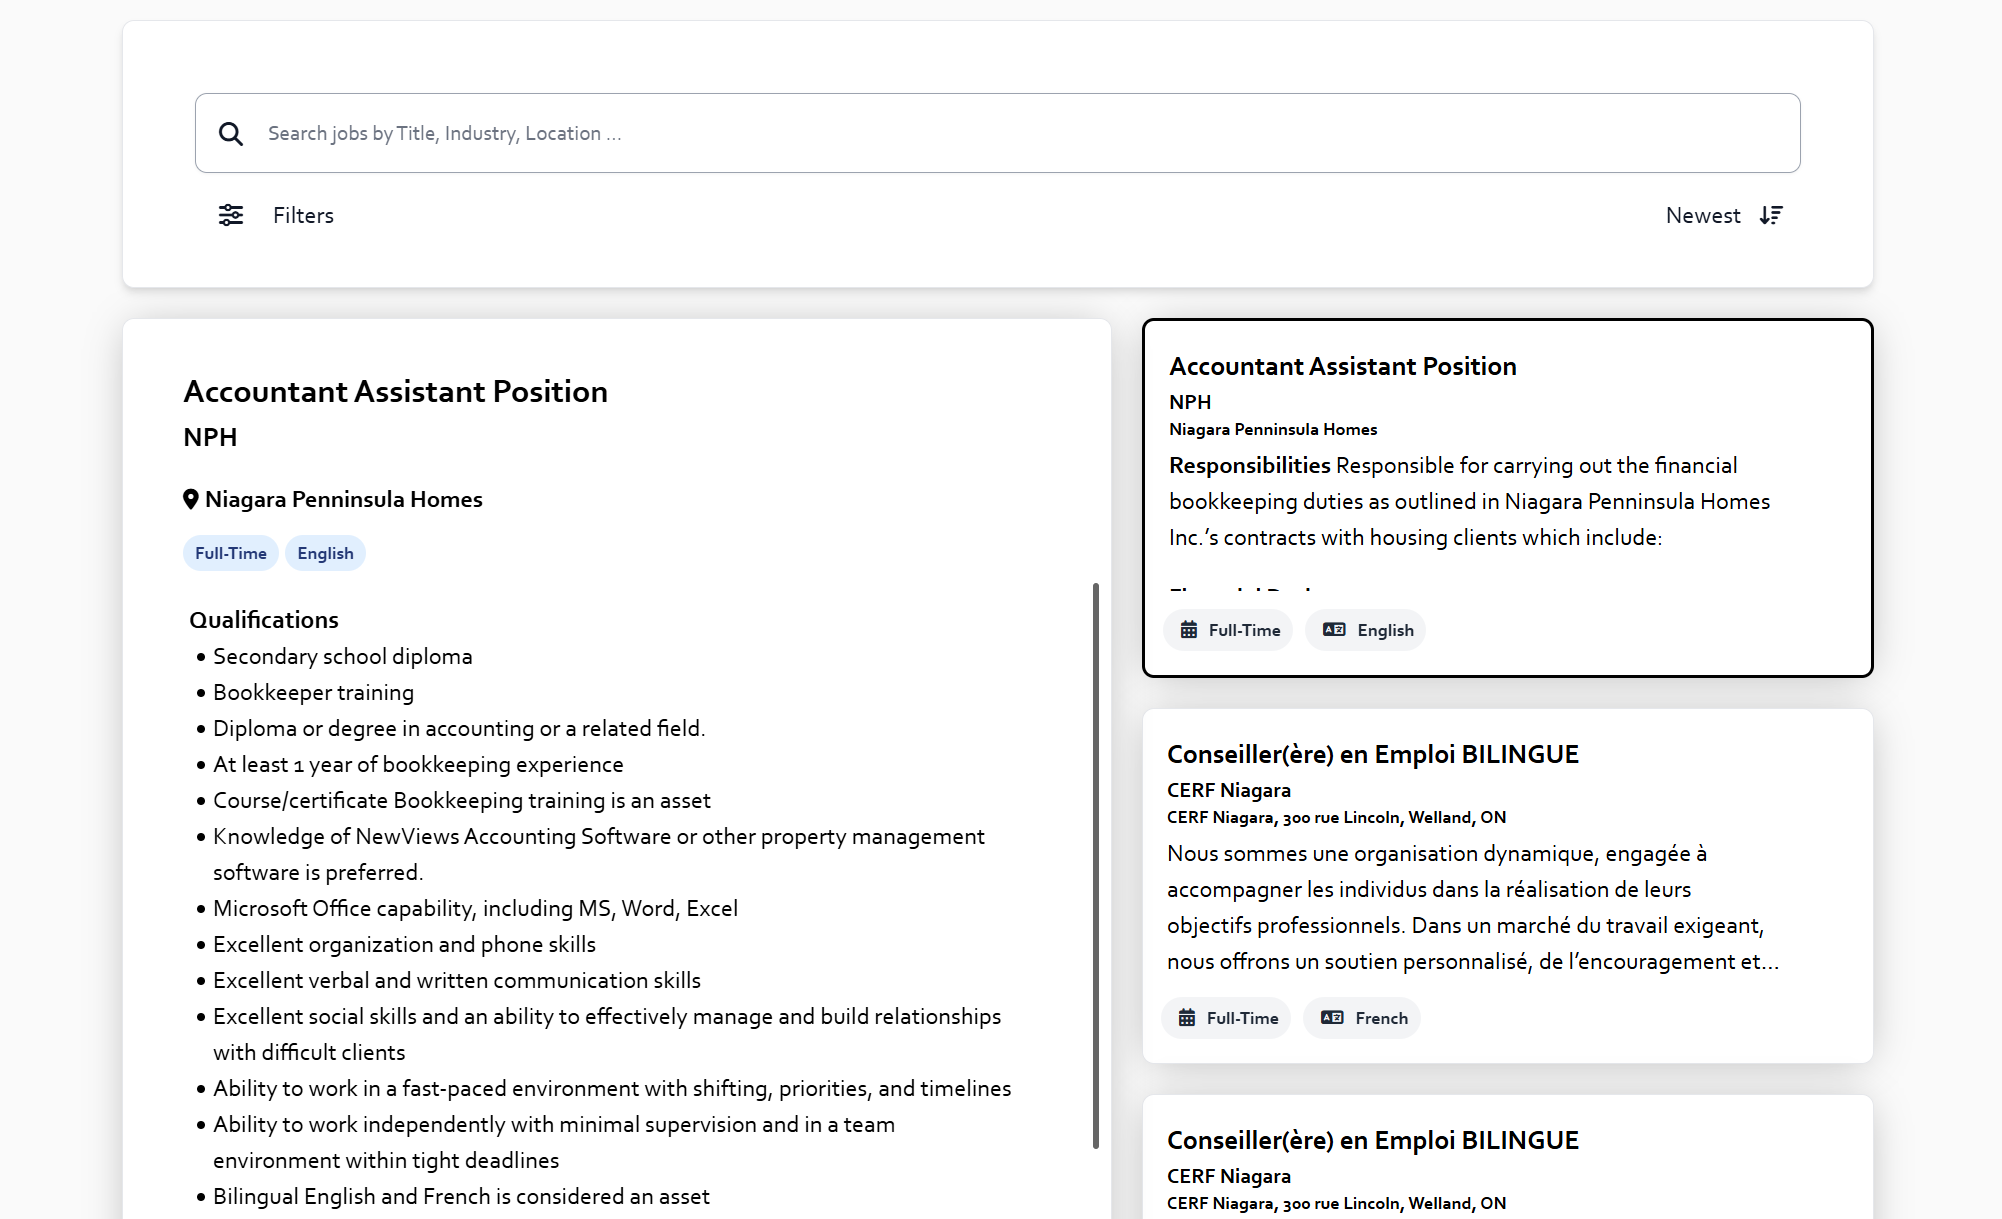 Search jobs by Title, Industry, Location ...
Filters
Newest
Accountant Assistant Position
NPH
Niagara Penninsula Homes
Full-Time
English
Qualifications
• Secondary school diploma
• Bookkeeper training
• Diploma or degree in accounting or a related field.
• At least 1 year of bookkeeping experience
• Course/certificate Bookkeeping training is an asset
• Knowledge of NewViews Accounting Software or other property management
software is preferred.
• Microsoft Office capability, including MS, Word, Excel
• Excellent organization and phone skills
• Excellent verbal and written communication skills
• Excellent social skills and an ability to effectively manage and build relationships
with difficult clients
• Ability to work in a fast-paced environment with shifting, priorities, and timelines
• Ability to work independently with minimal supervision and in a team
environment within tight deadlines
• Bilingual English and French is considered an asset
Accountant Assistant Position
NPH
Niagara Penninsula Homes
Responsibilities Responsible for carrying out the financial
bookkeeping duties as outlined in Niagara Penninsula Homes
Inc.’s contracts with housing clients which include:
Full-Time
English
Conseiller(ère) en Emploi BILINGUE
CERF Niagara
CERF Niagara, 300 rue Lincoln, Welland, ON
Nous sommes une organisation dynamique, engagée à
accompagner les individus dans la réalisation de leurs
objectifs professionnels. Dans un marché du travail exigeant,
nous offrons un soutien personnalisé, de l’encouragement et...
Full-Time
French
Conseiller(ère) en Emploi BILINGUE
CERF Niagara
CERF Niagara, 300 rue Lincoln, Welland, ON